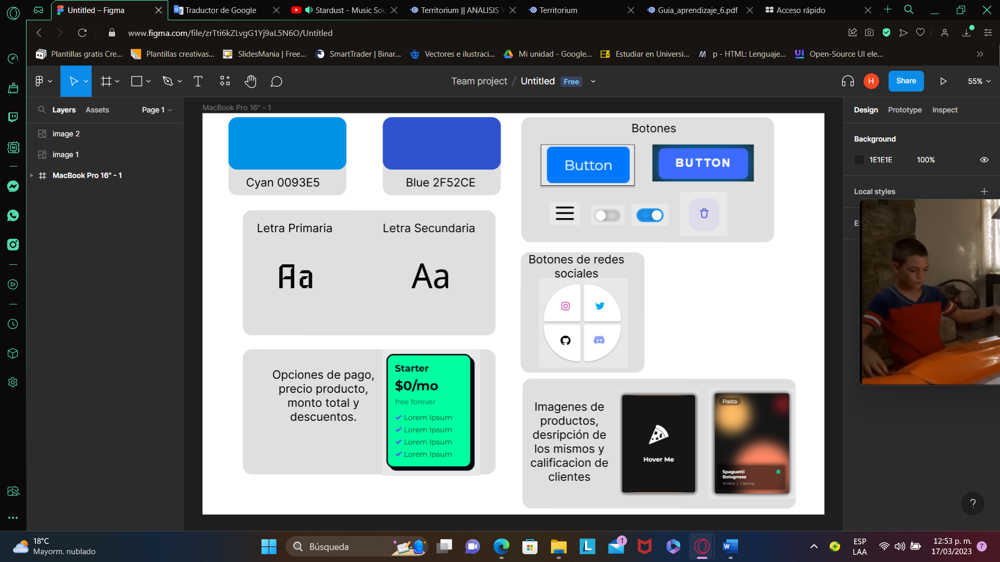 Untitled – Figma
Traductor de Google
Stardust - Music Sou
Territorium || ANALISIS Y
Territorium
Guia_aprendizaje_6.pdf
Acceso rápido
www.figma.com/file/zrTti6kZLvgG1Yj9aL5N6O/Untitled
Plantillas gratis Cre...
Plantillas creativas...
SlidesMania | Free...
SmartTrader | Binar...
Vectores e ilustraci...
Mi unidad - Google...
Estudiar en Universi...
p - HTML: Lenguaje...
Open-Source UI ele...
Team project / Untitled
Free
H
Share
55%
Layers
Assets
Page 1
image 2
image 1
MacBook Pro 16" - 1
MacBook Pro 16" - 1
Cyan 0093E5
Blue 2F52CE
Letra Primaria
Letra Secundaria
Aa
Aa
Opciones de pago,
precio producto,
monto total y
descuentos.
Starter
$0/mo
free forever
Lorem Ipsum
Lorem Ipsum
Lorem Ipsum
Lorem Ipsum
Botones
Button
BUTTON
Botones de redes
sociales
Imagenes de
productos,
desripción de
los mismos y
calificacion de
clientes
Hover Me
Pasta
Spaguetti
Bolognese
30 Mins | 1 Serving
Design
Prototype
Inspect
Background
1E1E1E
100%
Local styles
E
?
18°C
Mayorm. nublado
Búsqueda
1
ESP
LAA
12:53 p. m.
17/03/2023
7